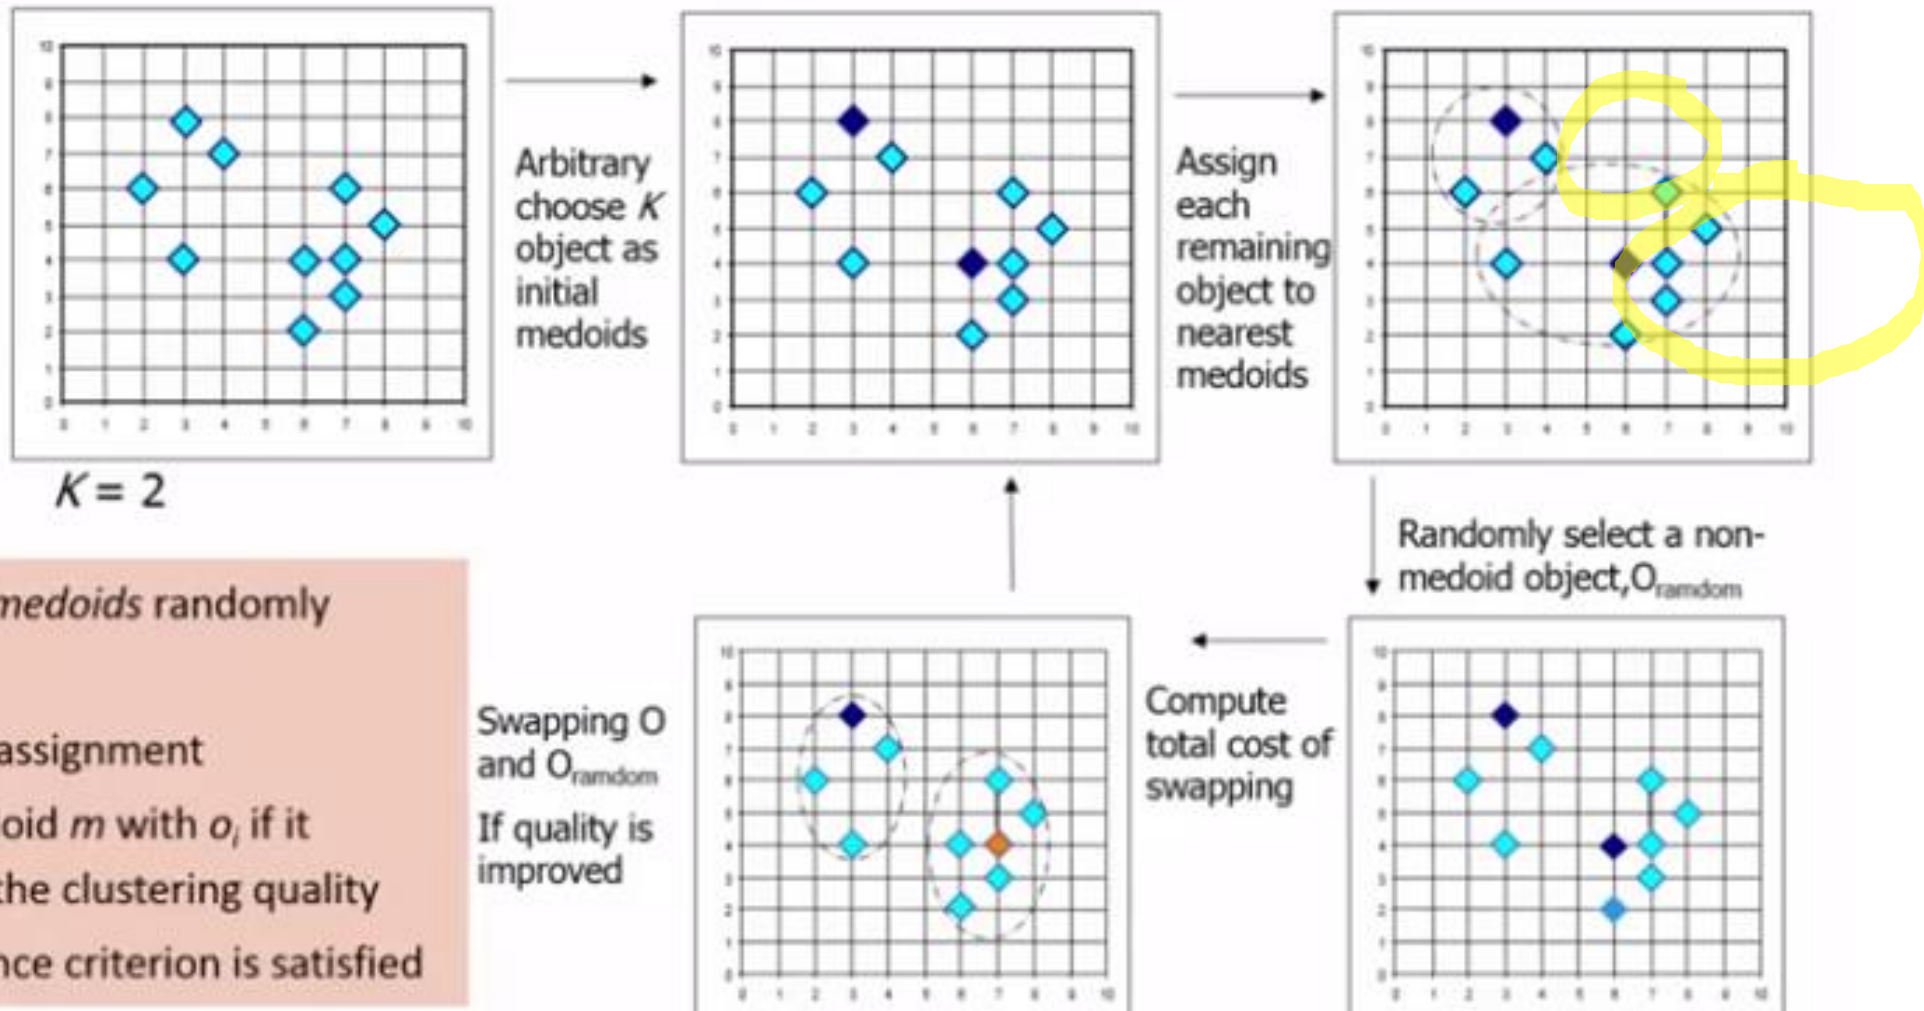 Arbitrary
choose K
object as
initial
medoids
Assign
each
remaining
object to
nearest
medoids
K = 2
Randomly select a non-
medoid object,Oramdom
medoids randomly
assignment
oid m with oi if it
the clustering quality
nce criterion is satisfied
Swapping O
and Oramdom
If quality is
improved
Compute
total cost of
swapping